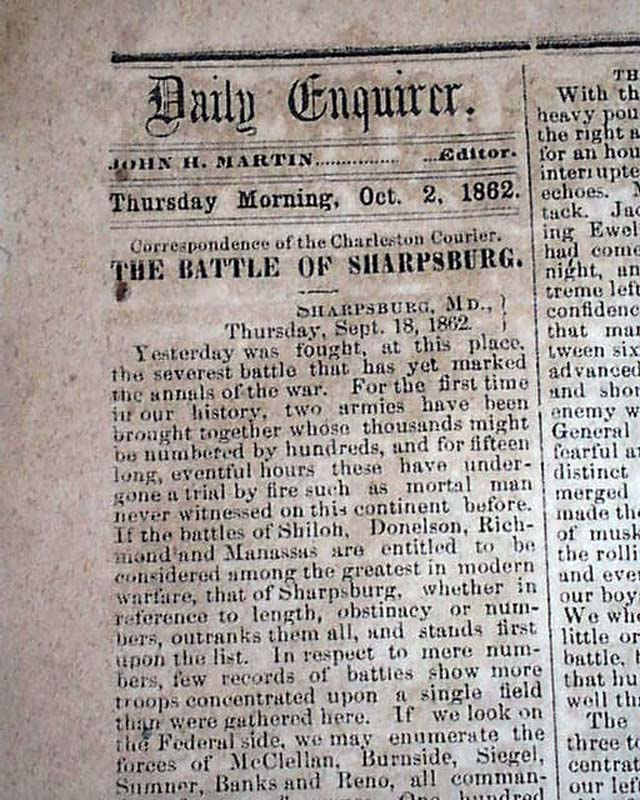 Daily Enquirer.
JOHN H. MARTIN.................. ...Editor.
Thursday Morning, Oct. 2, 1862.
Correspondence of the Charleston Courier.
THE BATTLE OF SHARPSBURG.
SHARPSBURG, MD., }
Thursday, Sept. 18, 1862. }
Yesterday was fought, at this place,
the severest battle that has yet marked
the annals of the war. For the first time
in our history, two armies have been
brought together whose thousands might
be numbered by hundreds, and for fifteen
long, eventful hours these have under-
gone a trial by fire such as mortal man
never witnessed on this continent before.
If the battles of Shiloh, Donelson, Rich-
mond and Manassas are entitled to be
considered among the greatest in modern
warfare, that of Sharpsburg, whether in
reference to length, obstinacy or num-
bers, outranks them all, and stands first
upon the list. In respect to mere num-
bers, few records of battles show more
troops concentrated upon a single field
than were gathered here. If we look on
the Federal side, we may enumerate the
forces of McClellan, Burnside, Siegel,
Sumner, Banks and Reno, all comman-
One hundred
TH
With th
heavy pou
the right a
for an hou
interrupte
echoes. M
tack. Jac
ing Ewel
had come
night, an
treme left
confidenc
that mar
tween six
advanced
and shor
enemy w
General
fearful a
distinct
merged
made the
of musk
the rolli
and eve
our boy
We whe
little or
battle, h
that hu
well tha
The
three to
centrat
our lef